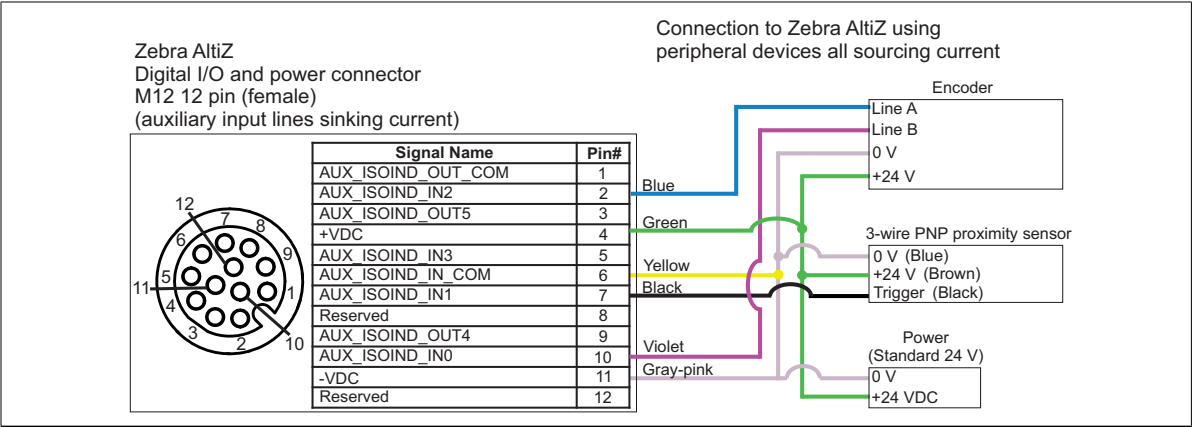 Connection to Zebra AltiZ using
peripheral devices all sourcing current
Zebra AltiZ
Digital I/O and power connector
M12 12 pin (female)
(auxiliary input lines sinking current)
Signal Name Pin#
AUX_ISOIND_OUT_COM 1
AUX_ISOIND_IN2 2
AUX_ISOIND_OUT5 3
+VDC 4
AUX_ISOIND_IN3 5
AUX_ISOIND_IN_COM 6
AUX_ISOIND_IN1 7
Reserved 8
AUX_ISOIND_OUT4 9
AUX_ISOIND_IN0 10
-VDC 11
Reserved 12
12
7
8
6
9
5
11
1
4
3
2
10
Blue
Green
Yellow
Black
Violet
Gray-pink
Encoder
Line A
Line B
0 V
+24 V
3-wire PNP proximity sensor
0 V (Blue)
+24 V (Brown)
Trigger (Black)
Power
(Standard 24 V)
0 V
+24 VDC